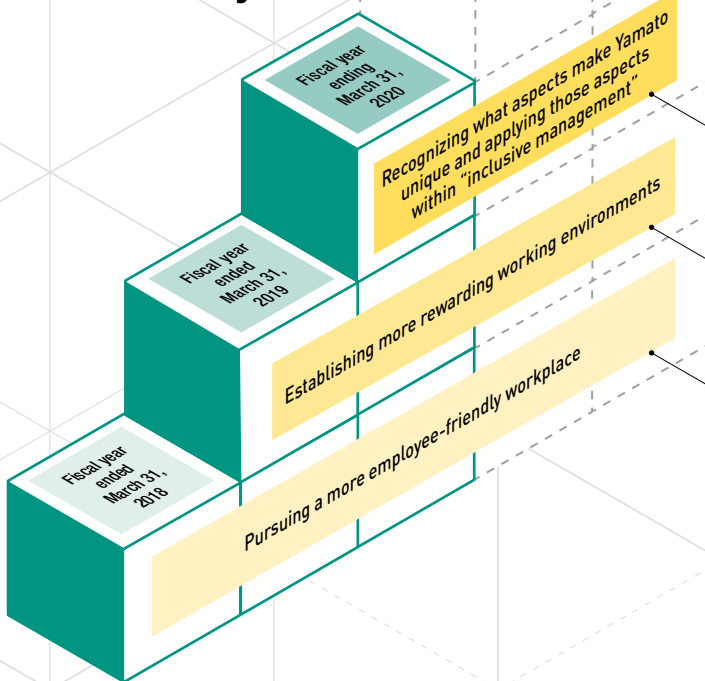 Fiscal year
ending
March 31,
2020
Recognizing what aspects make Yamato
unique and applying those aspects
within “inclusive management”
Fiscal year
ended
March 31,
2019
Establishing more rewarding working environments
Fiscal year
ended
March 31,
2018
Pursuing a more employee-friendly workplace